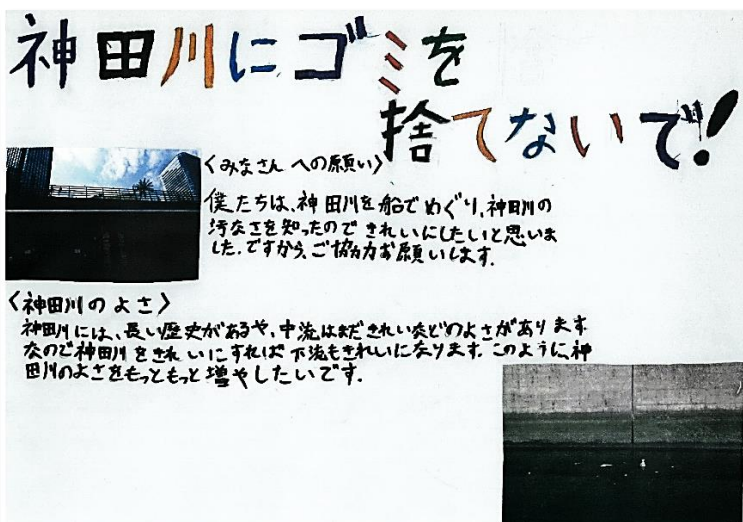 神田川にゴミを
捨てないで!
〈みなさんへの願い〉
僕たちは、神田川を船でめぐり、神田川の
汚なさを知ったので きれいにしたいと思いま
した。ですから、ご協力お願いします。
〈神田川のよさ〉
神田川には、長い歴史があるや、中流はまだきれいなどのよさがあります
なので神田川をきれいにすれば下流もきれいになります。このように、神
田川のよさをもっともっと増やしたいです。